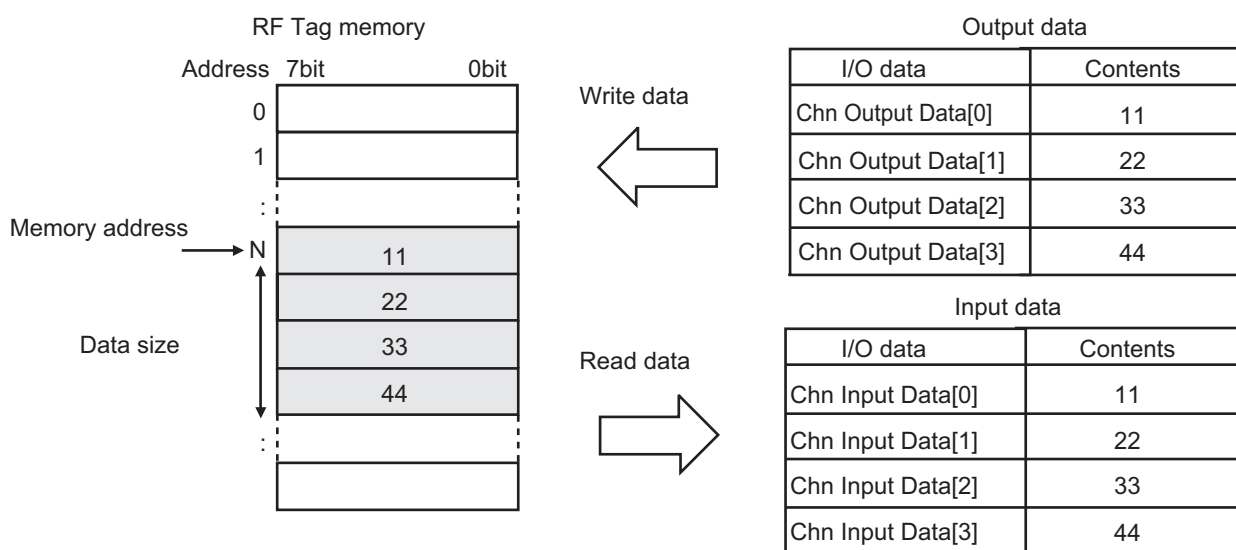 RF Tag memory
Address 7bit 0bit
0
1
:
Memory address
N
11
22
Data size
33
44
:
Write data
Read data
Output data
I/O data Contents
Chn Output Data[0] 11
Chn Output Data[1] 22
Chn Output Data[2] 33
Chn Output Data[3] 44
Input data
I/O data Contents
Chn Input Data[0] 11
Chn Input Data[1] 22
Chn Input Data[2] 33
Chn Input Data[3] 44